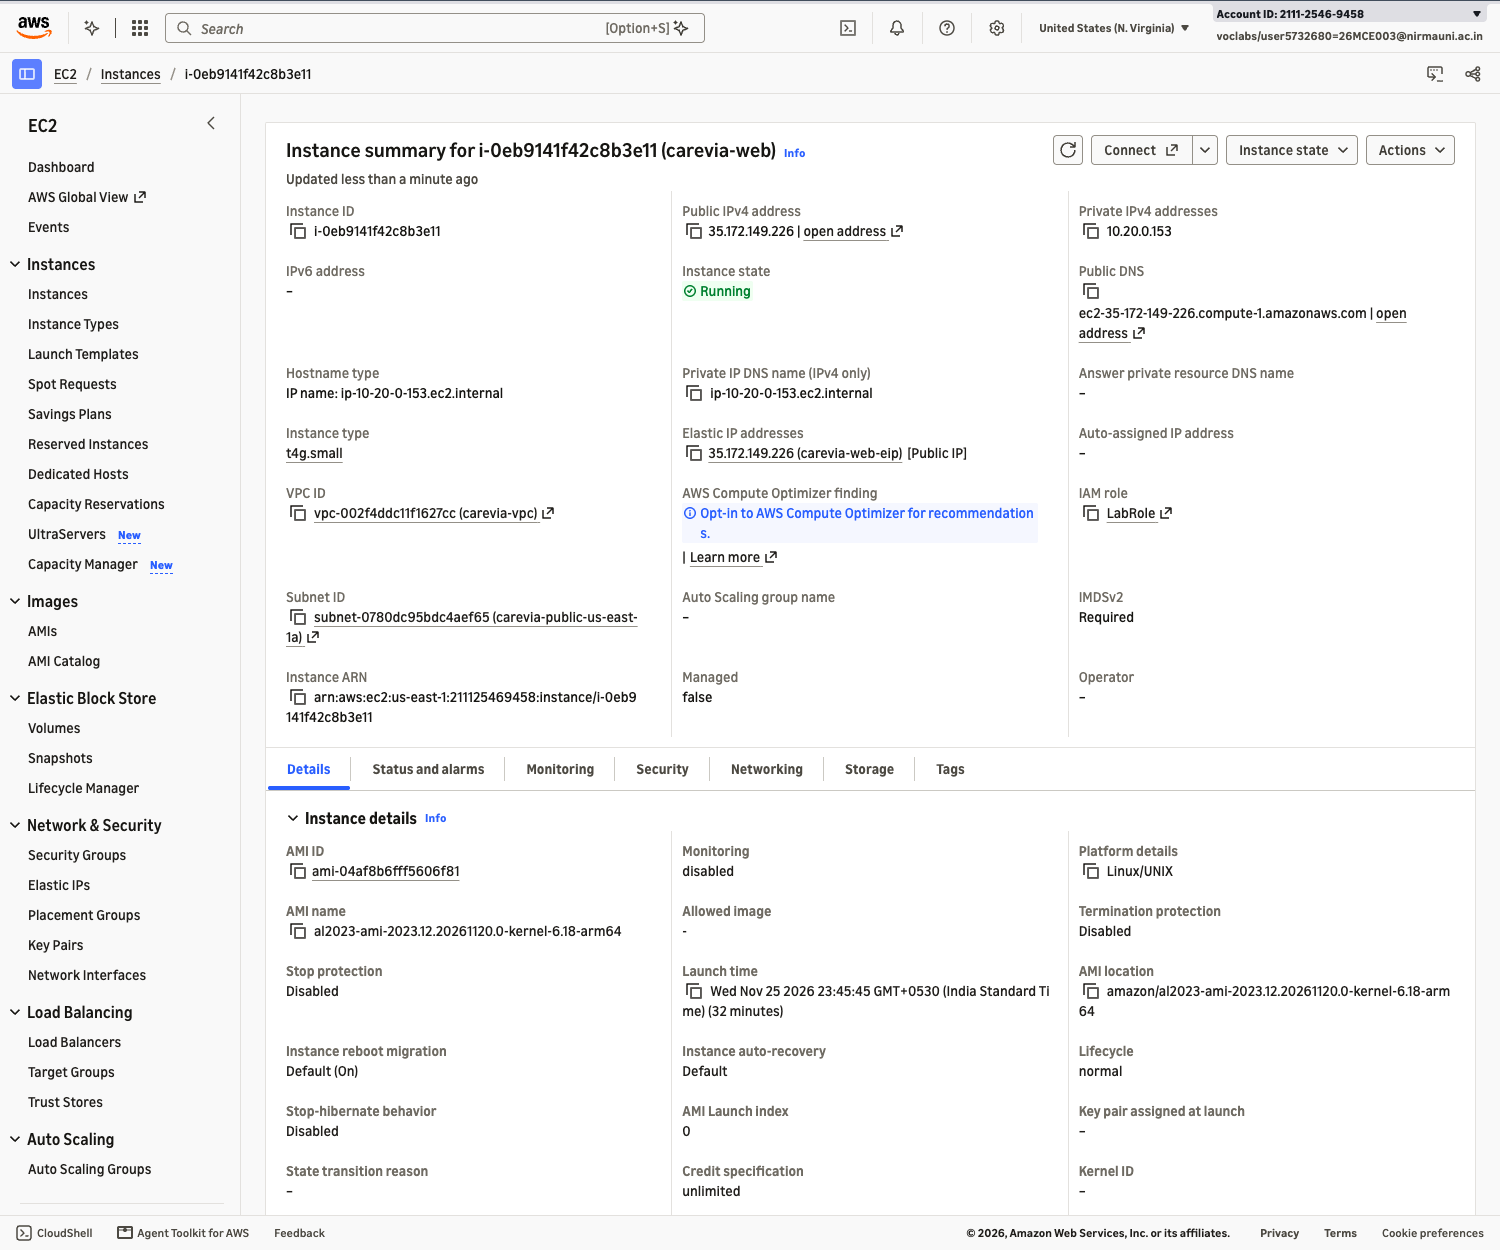 aws
Search
[Option+S]
United States (N. Virginia)
Account ID: 2111-2546-9458
voclabs/user5732680=26MCE003@nirmauni.ac.in
EC2 / Instances / i-0eb9141f42c8b3e11
EC2
Dashboard
AWS Global View
Events
Instances
Instances
Instance Types
Launch Templates
Spot Requests
Savings Plans
Reserved Instances
Dedicated Hosts
Capacity Reservations
UltraServers New
Capacity Manager New
Images
AMIs
AMI Catalog
Elastic Block Store
Volumes
Snapshots
Lifecycle Manager
Network & Security
Security Groups
Elastic IPs
Placement Groups
Key Pairs
Network Interfaces
Load Balancing
Load Balancers
Target Groups
Trust Stores
Auto Scaling
Auto Scaling Groups
Instance summary for i-0eb9141f42c8b3e11 (carevia-web) Info
Updated less than a minute ago
Connect
Instance state
Actions
Instance ID
i-0eb9141f42c8b3e11
Public IPv4 address
35.172.149.226 | open address
Private IPv4 addresses
10.20.0.153
IPv6 address
–
Instance state
Running
Public DNS
ec2-35-172-149-226.compute-1.amazonaws.com | open
address
Hostname type
IP name: ip-10-20-0-153.ec2.internal
Private IP DNS name (IPv4 only)
ip-10-20-0-153.ec2.internal
Answer private resource DNS name
–
Instance type
t4g.small
Elastic IP addresses
35.172.149.226 (carevia-web-eip) [Public IP]
Auto-assigned IP address
–
VPC ID
vpc-002f4ddc11f1627cc (carevia-vpc)
AWS Compute Optimizer finding
Opt-in to AWS Compute Optimizer for recommendation
s.
| Learn more
IAM role
LabRole
Subnet ID
subnet-0780dc95bdc4aef65 (carevia-public-us-east-
1a)
Auto Scaling group name
–
IMDSv2
Required
Instance ARN
arn:aws:ec2:us-east-1:211125469458:instance/i-0eb9
141f42c8b3e11
Managed
false
Operator
–
Details
Status and alarms
Monitoring
Security
Networking
Storage
Tags
Instance details Info
AMI ID
ami-04af8b6fff5606f81
Monitoring
disabled
Platform details
Linux/UNIX
AMI name
al2023-ami-2023.12.20261120.0-kernel-6.18-arm64
Allowed image
-
Termination protection
Disabled
Stop protection
Disabled
Launch time
Wed Nov 25 2026 23:45:45 GMT+0530 (India Standard Ti
me) (32 minutes)
AMI location
amazon/al2023-ami-2023.12.20261120.0-kernel-6.18-arm
64
Instance reboot migration
Default (On)
Instance auto-recovery
Default
Lifecycle
normal
Stop-hibernate behavior
Disabled
AMI Launch index
0
Key pair assigned at launch
–
State transition reason
–
Credit specification
unlimited
Kernel ID
–
CloudShell
Agent Toolkit for AWS
Feedback
© 2026, Amazon Web Services, Inc. or its affiliates.
Privacy
Terms
Cookie preferences